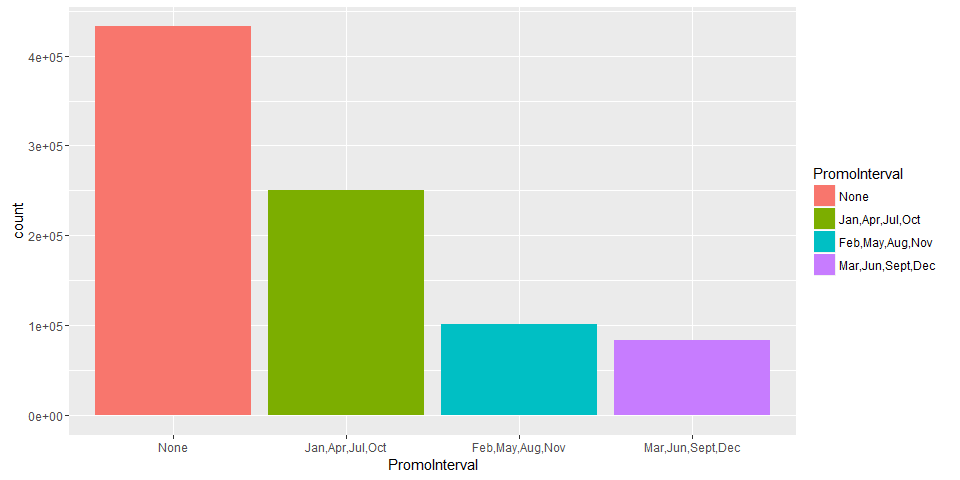 4e+05
3e+05
2e+05
1e+05
0e+00
count
None
Jan,Apr,Jul,Oct
Feb,May,Aug,Nov
Mar,Jun,Sept,Dec
PromoInterval
PromoInterval
None
Jan,Apr,Jul,Oct
Feb,May,Aug,Nov
Mar,Jun,Sept,Dec